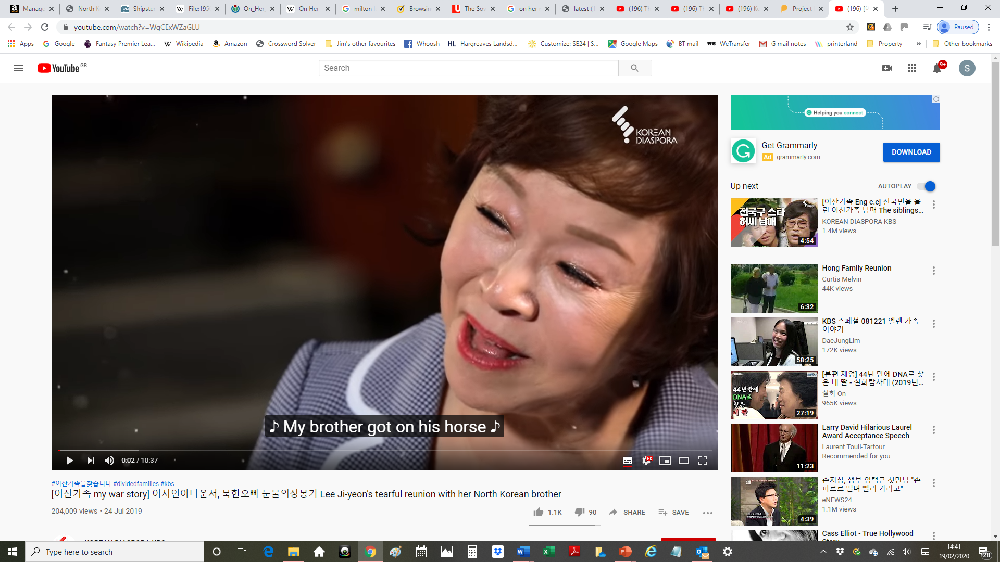 Manage
North K
Shipster
File:195
On_Her
On Her
milton
Browsin
The Sov
on her
latest (1
(196) Th
(196) Th
(196) Ko
Project
(196) [이
youtube.com/watch?v=WgCExWZaGLU
Paused
Apps
Google
Fantasy Premier Lea...
Wikipedia
Amazon
Crossword Solver
Jim's other favourites
Whoosh
HL Hargreaves Landsd...
Customize: SE24 | S...
Google Maps
BT mail
WeTransfer
G mail notes
printerland
Property
»
Other bookmarks
YouTube GB
Search
9+
S
KOREAN
DIASPORA
♪ My brother got on his horse ♪
0:02 / 10:37
HD
#이산가족을찾습니다 #dividedfamilies #kbs
[이산가족 my war story] 이지연아나운서, 북한오빠 눈물의상봉기 Lee Ji-yeon's tearful reunion with her North Korean brother
204,009 views • 24 Jul 2019
1.1K
90
SHARE
SAVE
Helping you connect
Get Grammarly
Ad grammarly.com
DOWNLOAD
Up next
AUTOPLAY
전국구 스타
허씨 남매
4:54
[이산가족 Eng c.c] 전국민을 울
린 이산가족 남매 The siblings...
KOREAN DIASPORA KBS
1.4M views
6:32
Hong Family Reunion
Curtis Melvin
44K views
58:25
KBS 스페셜 081221 엘렌 가족
이야기
DaeJungLim
172K views
MBC
44년만에
DNA로
찾은
내 딸
27:19
[본편 재업] 44년 만에 DNA로 찾
은 내 딸 - 실화탐사대 (2019년...
실화 On
965K views
11:23
Larry David Hilarious Laurel
Award Acceptance Speech
Laurent Touil-Tartour
Recommended for you
4:39
손지창, 생부 임택근 첫만남 "손
파르르 떨며 빨리 가라고"
eNEWS24
1.1M views
Cass Elliot - True Hollywood
Type here to search
14:41
19/02/2020
28